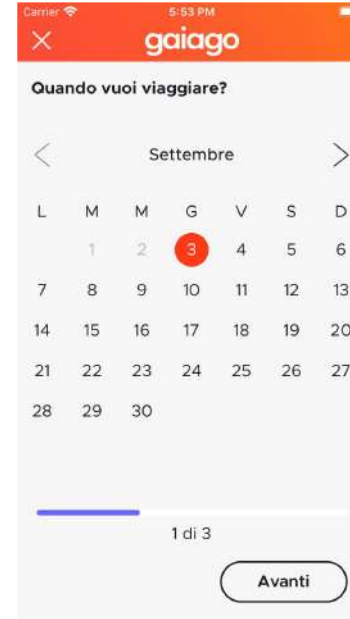 Carrier 5:53 PM
gaiago
Quando vuoi viaggiare?
Settembre
L M M G V S D
1 2 3 4 5 6
7 8 9 10 11 12 13
14 15 16 17 18 19 20
21 22 23 24 25 26 27
28 29 30
1 di 3
Avanti